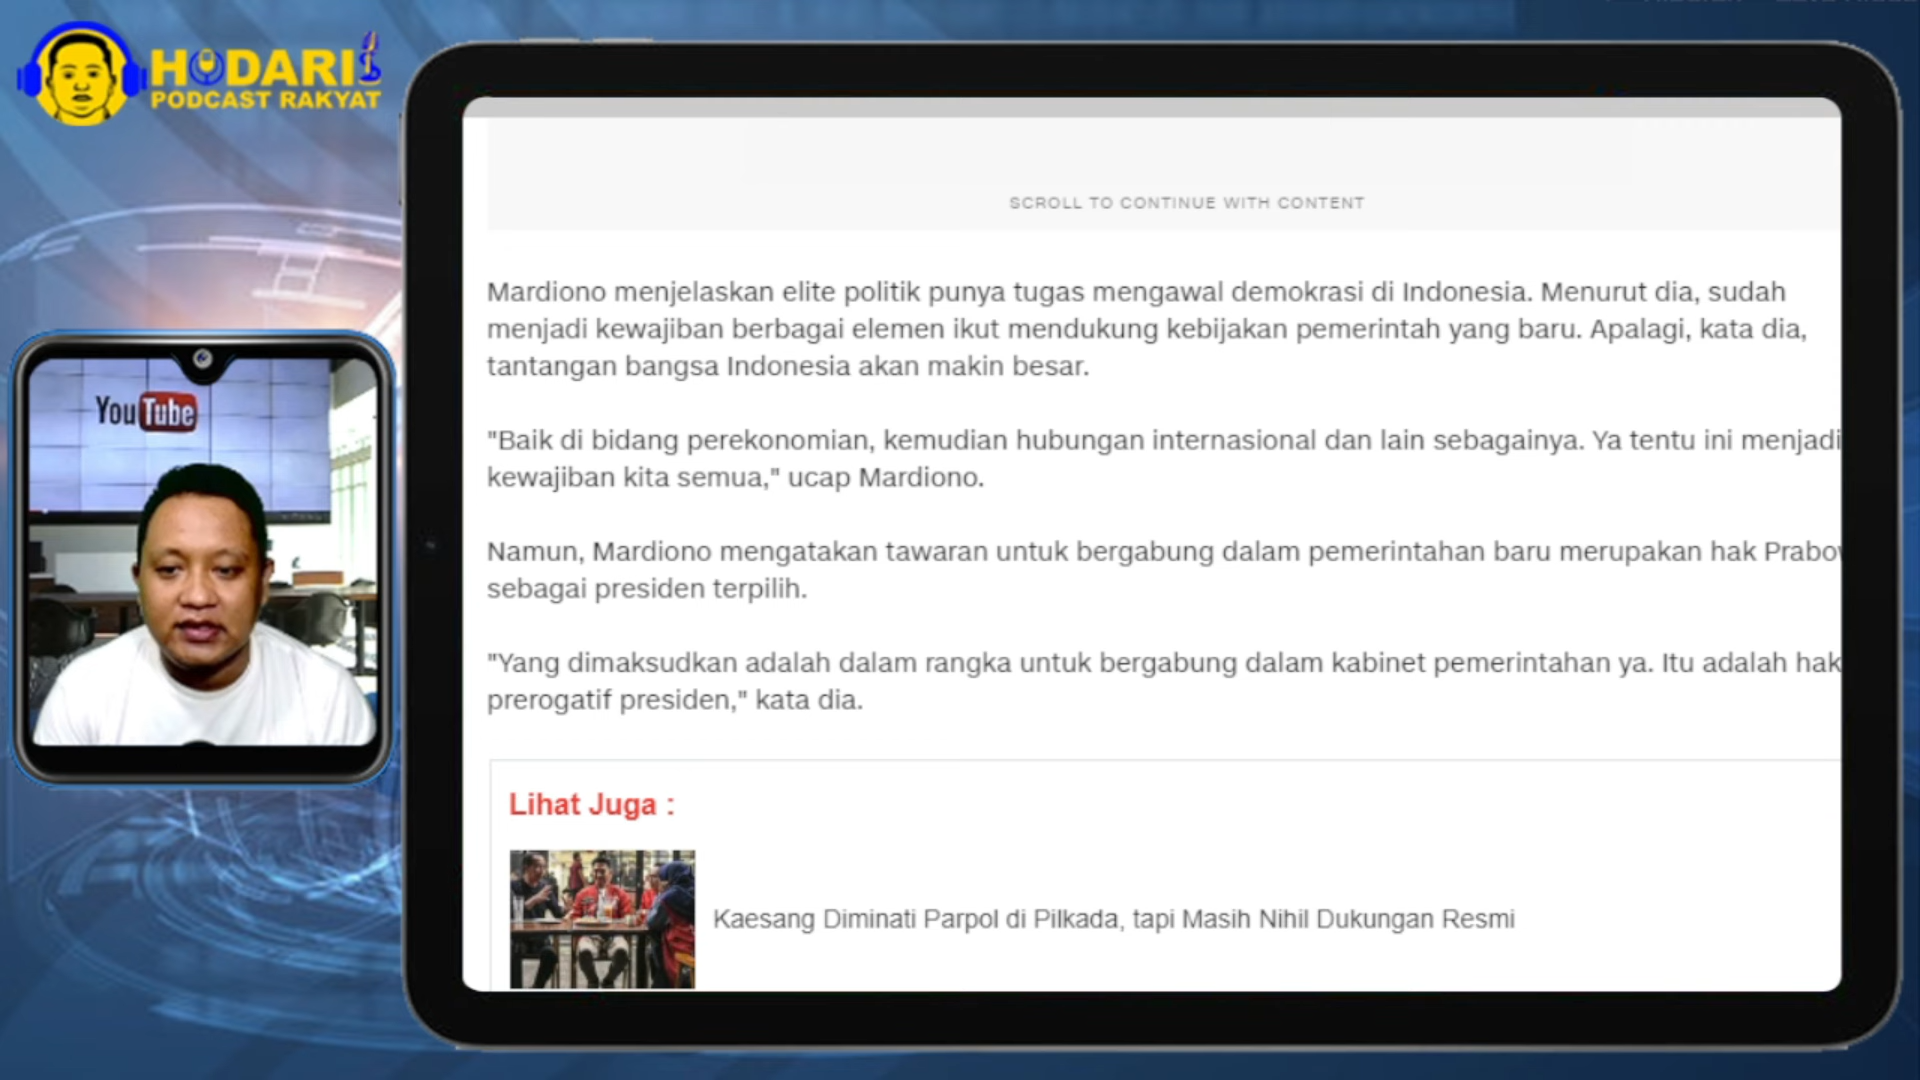 HODARI
PODCAST RAKYAT
SCROLL TO CONTINUE WITH CONTENT
Mardiono menjelaskan elite politik punya tugas mengawal demokrasi di Indonesia. Menurut dia, sudah
menjadi kewajiban berbagai elemen ikut mendukung kebijakan pemerintah yang baru. Apalagi, kata dia,
tantangan bangsa Indonesia akan makin besar.
"Baik di bidang perekonomian, kemudian hubungan internasional dan lain sebagainya. Ya tentu ini menjadi
kewajiban kita semua," ucap Mardiono.
Namun, Mardiono mengatakan tawaran untuk bergabung dalam pemerintahan baru merupakan hak
sebagai presiden terpilih.
"Yang dimaksudkan adalah dalam rangka untuk bergabung dalam kabinet pemerintahan ya. Itu adalah hak
prerogatif presiden," kata dia.
Lihat Juga :
Kaesang Diminati Parpol di Pilkada, tapi Masih Nihil Dukungan Resmi
YouTube